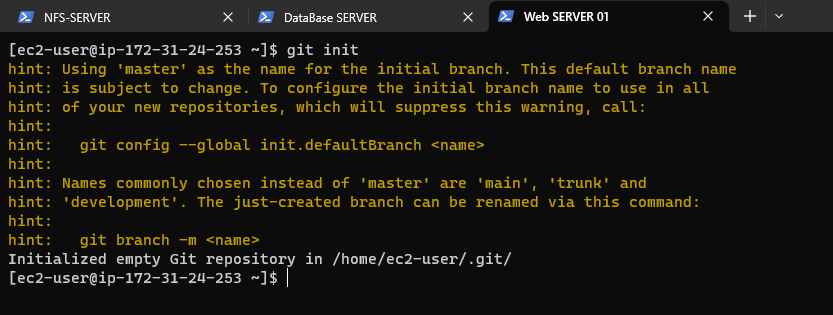 NFS-SERVER
DataBase SERVER
Web SERVER 01
[ec2-user@ip-172-31-24-253 ~]$ git init
hint: Using 'master' as the name for the initial branch. This default branch name
hint: is subject to change. To configure the initial branch name to use in all
hint: of your new repositories, which will suppress this warning, call:
hint:
hint:   git config --global init.defaultBranch <name>
hint:
hint: Names commonly chosen instead of 'master' are 'main', 'trunk' and
hint: 'development'. The just-created branch can be renamed via this command:
hint:
hint:   git branch -m <name>
Initialized empty Git repository in /home/ec2-user/.git/
[ec2-user@ip-172-31-24-253 ~]$